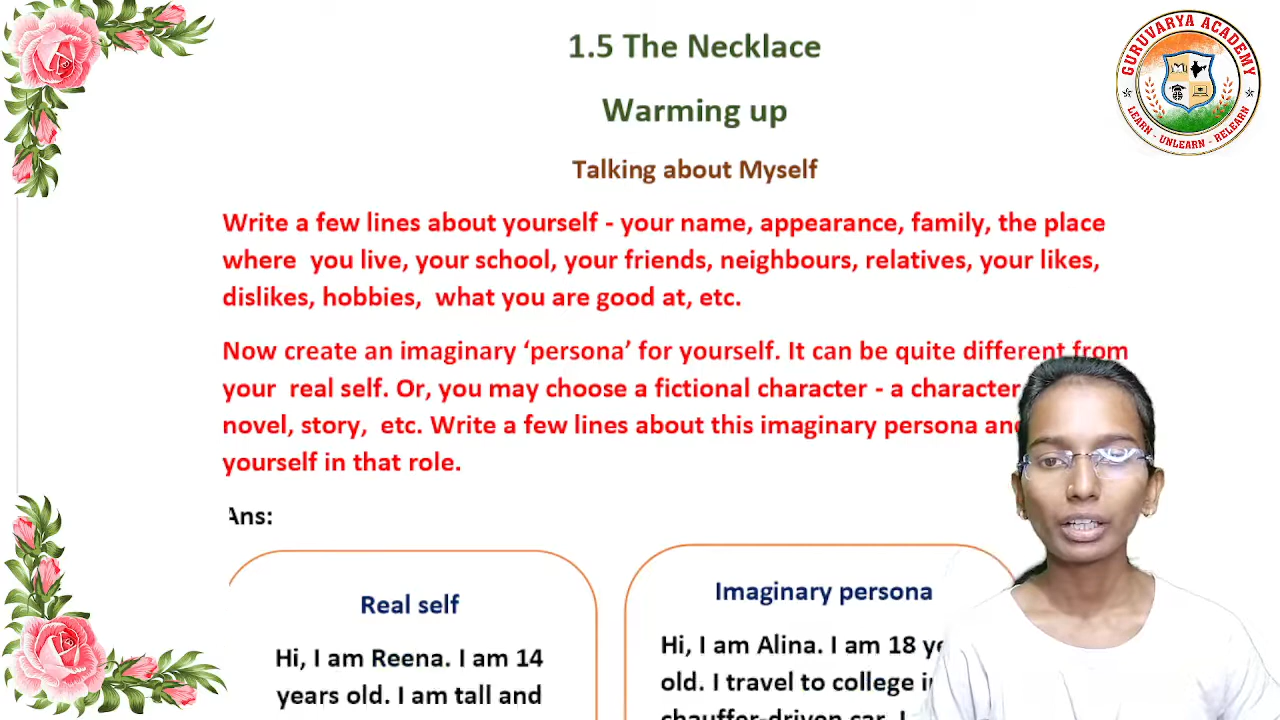 1.5 The Necklace
Warming up
Talking about Myself
Write a few lines about yourself - your name, appearance, family, the place
where you live, your school, your friends, neighbours, relatives, your likes,
dislikes, hobbies, what you are good at, etc.
Now create an imaginary ‘persona’ for yourself. It can be quite different from
your real self. Or, you may choose a fictional character - a character
novel, story, etc. Write a few lines about this imaginary persona
yourself in that role.
Ans:
Real self
Hi, I am Reena. I am 14
years old. I am tall and
Imaginary persona
Hi, I am Alina. I am 18
old. I travel to college
chauffer-driven car. I
GURUVARYA ACADEMY
LEARN - UNLEARN - RELEARN